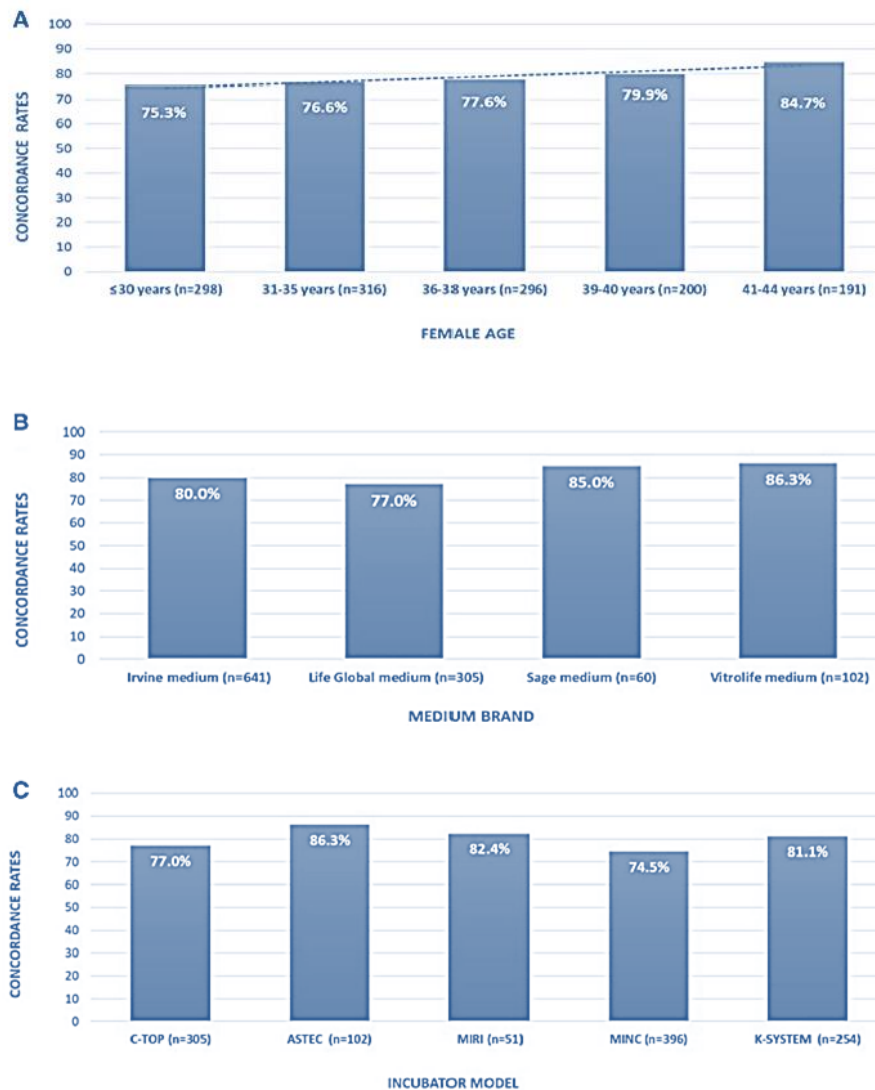 A
CONCORDANCE RATES
100
90
80
70
60
50
40
30
20
10
0
75.3% 76.6% 77.6% 79.9% 84.7%
≤30 years (n=298) 31-35 years (n=316) 36-38 years (n=296) 39-40 years (n=200) 41-44 years (n=191)
FEMALE AGE
B
CONCORDANCE RATES
100
90
80
70
60
50
40
30
20
10
0
80.0% 77.0% 85.0% 86.3%
Irvine medium (n=641) Life Global medium (n=305) Sage medium (n=60) Vitrolife medium (n=102)
MEDIUM BRAND
C
CONCORDANCE RATES
100
90
80
70
60
50
40
30
20
10
0
77.0% 86.3% 82.4% 74.5% 81.1%
C-TOP (n=305) ASTEC (n=102) MIRI (n=51) MINC (n=396) K-SYSTEM (n=254)
INCUBATOR MODEL